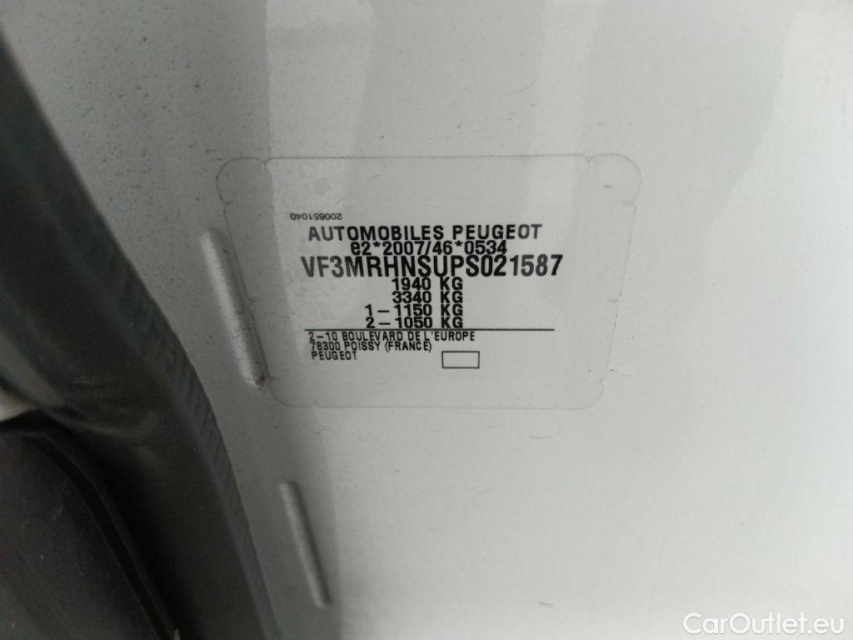 200651040
AUTOMOBILES PEUGEOT
e2*2007/46*0534
VF3MRHNSUPS021587
1940 KG
3340 KG
1-1150 KG
2-1050 KG
2-10 BOULEVARD DE L'EUROPE
78300 POISSY (FRANCE)
PEUGEOT
CarOutlet.eu